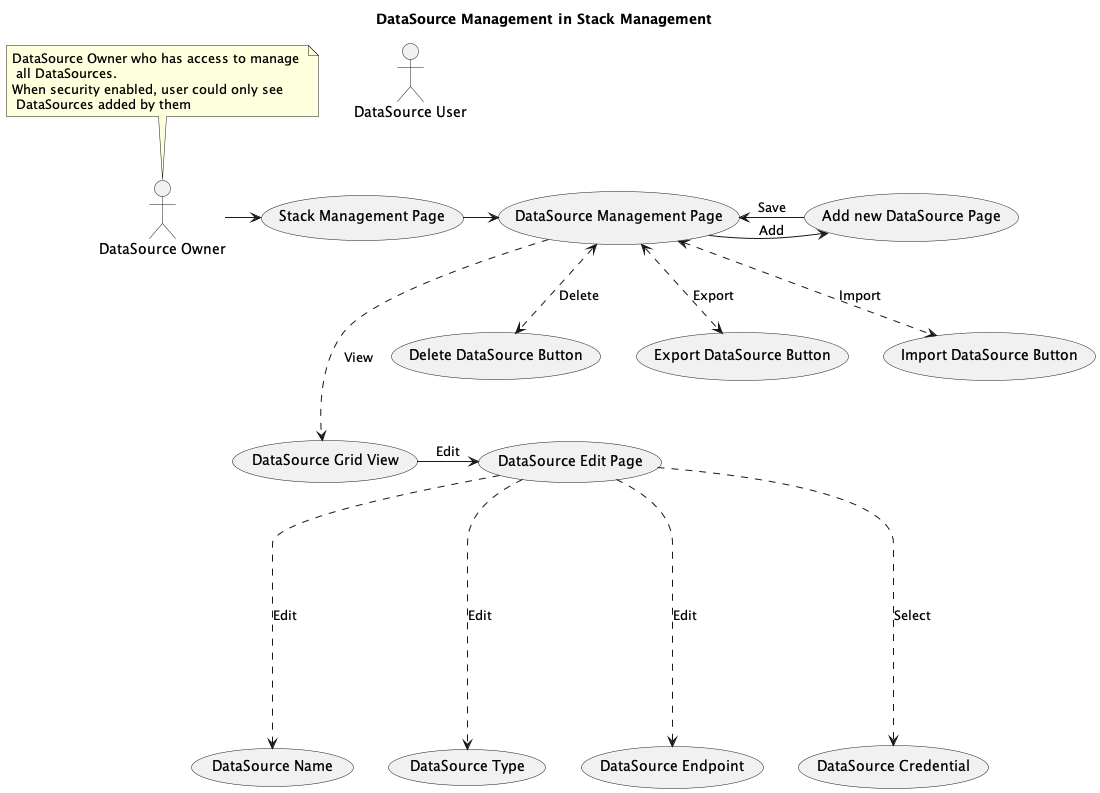 DataSource Management in Stack Management
DataSource Owner who has access to manage
all DataSources.
When security enabled, user could only see
DataSources added by them
DataSource User
DataSource Owner
Stack Management Page
DataSource Management Page
Save
Add
Add new DataSource Page
Delete
Export
Import
View
Delete DataSource Button
Export DataSource Button
Import DataSource Button
DataSource Grid View
Edit
DataSource Edit Page
Edit
Edit
Edit
Select
DataSource Name
DataSource Type
DataSource Endpoint
DataSource Credential